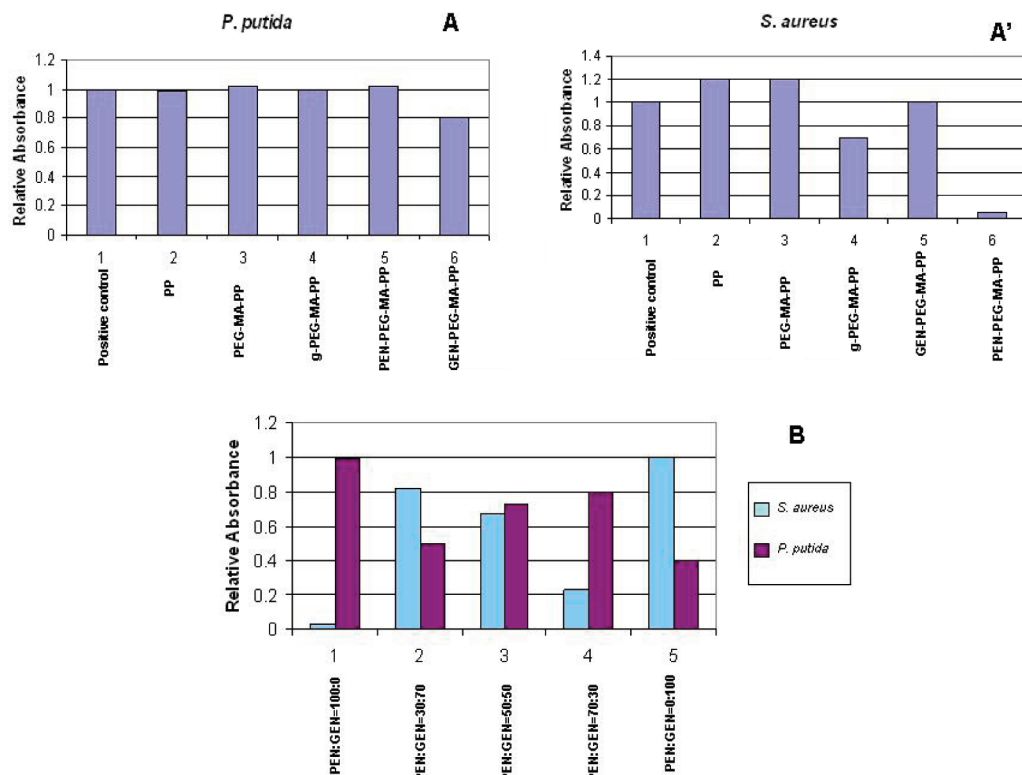 P. putida
A
Relative Absorbance
1.2
1
0.8
0.6
0.4
0.2
0
1
2
3
4
5
6
Positive control
PP
PEG-MA-PP
g-PEG-MA-PP
PEN-PEG-MA-PP
GEN-PEG-MA-PP
S. aureus
A'
Relative Absorbance
1.4
1.2
1
0.8
0.6
0.4
0.2
0
1
2
3
4
5
6
Positive control
PP
PEG-MA-PP
g-PEG-MA-PP
GEN-PEG-MA-PP
PEN-PEG-MA-PP
B
Relative Absorbance
1.2
1
0.8
0.6
0.4
0.2
0
1
2
3
4
5
PEN:GEN=100:0
PEN:GEN=30:70
PEN:GEN=50:50
PEN:GEN=70:30
PEN:GEN=0:100
S. aureus
P. putida